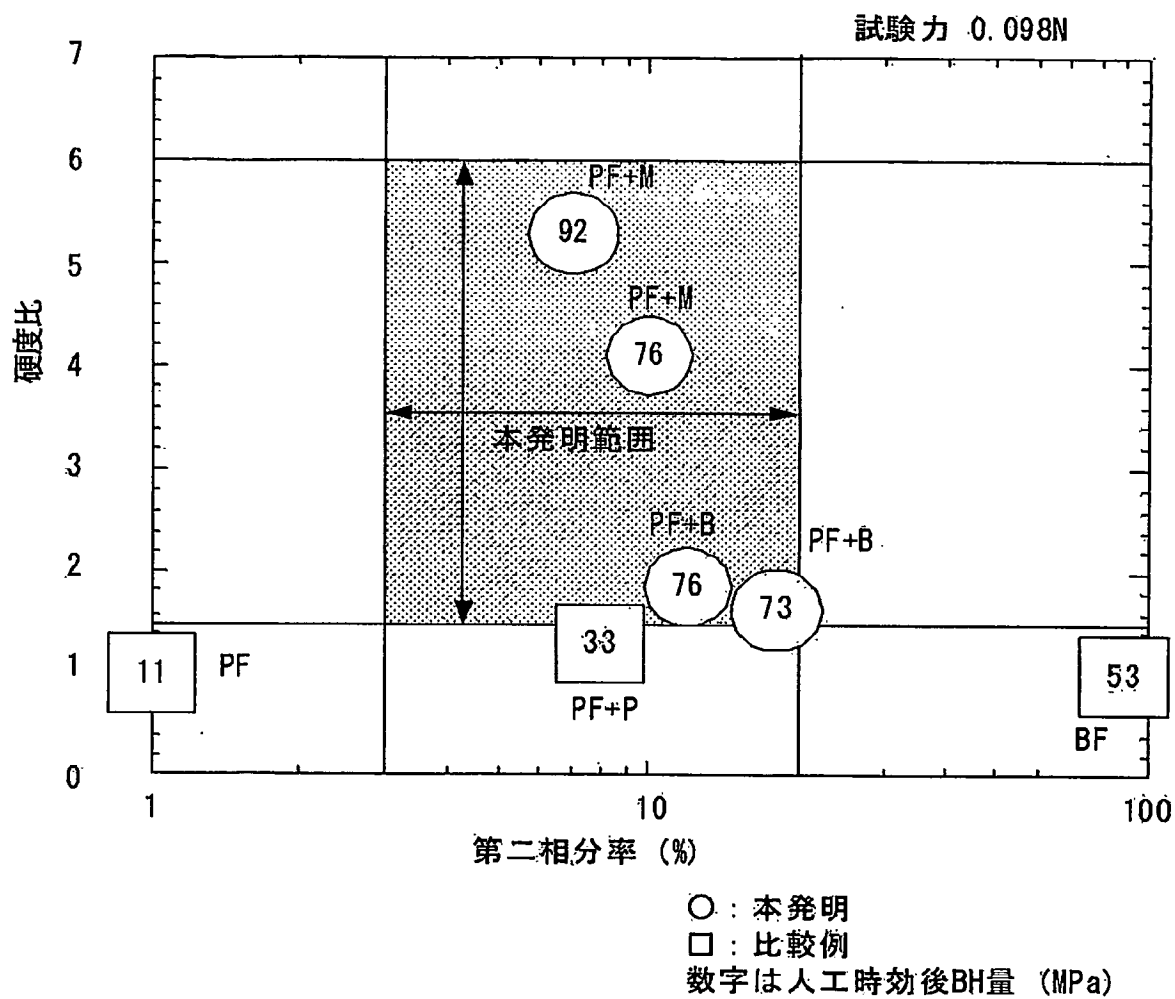 試験力 0.098N
7
6
5
4
3
2
1
0
硬度比
PF+M
92
PF+M
76
本発明範囲
PF+B
76
PF+B
73
33
PF+P
11
PF
53
BF
1
10
100
第二相分率 (%)
○：本発明
□：比較例
数字は人工時効後BH量 (MPa)